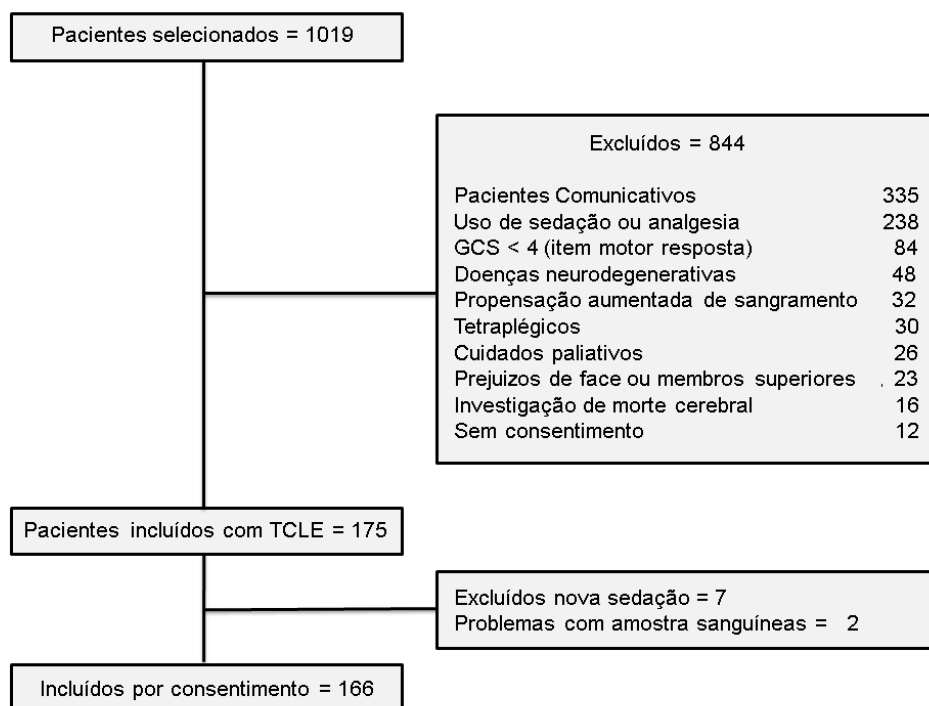 Pacientes selecionados = 1019
Excluídos = 844
Pacientes Comunicativos 335
Uso de sedação ou analgesia 238
GCS < 4 (item motor resposta) 84
Doenças neurodegenerativas 48
Propensação aumentada de sangramento 32
Tetraplégicos 30
Cuidados paliativos 26
Prejuizos de face ou membros superiores . 23
Investigação de morte cerebral 16
Sem consentimento 12
Pacientes incluídos com TCLE = 175
Excluídos nova sedação = 7
Problemas com amostra sanguíneas = 2
Incluídos por consentimento = 166